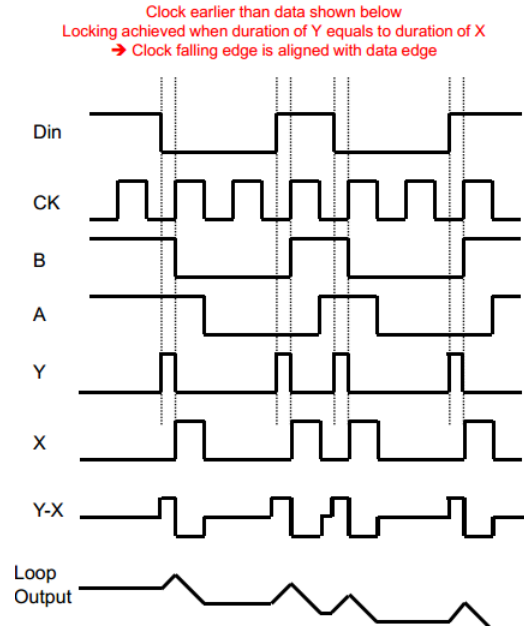 Clock earlier than data shown below
Locking achieved when duration of Y equals to duration of X
➔ Clock falling edge is aligned with data edge
Din
CK
B
A
Y
X
Y-X
Loop
Output